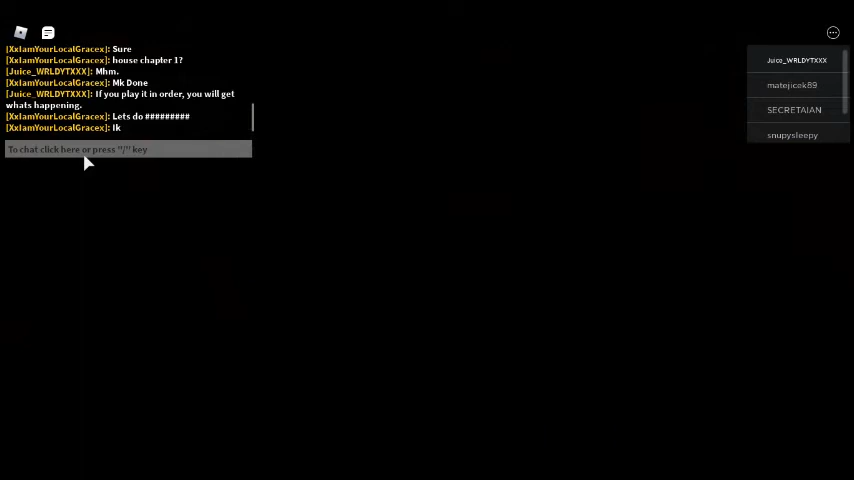 [XxIamYourLocalGracex]: Sure
[XxIamYourLocalGracex]: house chapter 1?
[Juice_WRLDYTXXX]: Mhm.
[XxIamYourLocalGracex]: Mk Done
[Juice_WRLDYTXXX]: If you play it in order, you will get
whats happening.
[XxIamYourLocalGracex]: Lets do #########
[XxIamYourLocalGracex]: Ik
To chat click here or press "/" key
Juice_WRLDYTXXX
matejicek89
SECRETAIAN
snupysleepy